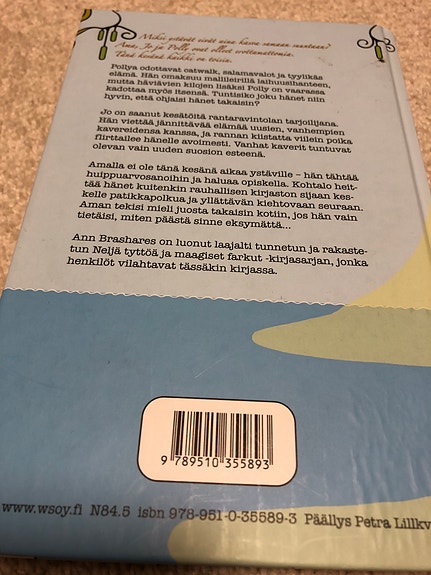 Miksi ystävät eivät aina kasva samaan suuntaan?
Ama, Jo ja Polly ovat olleet erottamattomia.
Tänä kesänä kaikki on toisin.
Pollya odottavat catwalk, salamavalot ja tyylikäs
elämä. Hän omaksuu mallileirillä laihuusihanteen,
mutta häviävien kilojen lisäksi Polly on vaarassa
kadottaa myös itsensä. Tuntisiko joku hänet niin
hyvin, että ohjaisi hänet takaisin?
Jo on saanut kesätöitä rantaravintolan tarjoilijana.
Hän viettää jännittävää elämää uusien, vanhempien
kavereidensa kanssa, ja rannan kiistatta villein poika
flirttailee hänelle avoimesti. Vanhat kaverit tuntuvat
olevan vain uuden suosion esteenä.
Amalla ei ole tänä kesänä aikaa ystäville – hän tähtää
huippuarvosanoihin ja haluaa opiskella. Kohtalo heit-
tää hänet kuitenkin rauhallisen kirjaston sijaan kes-
kelle patikkapolkua ja yllättävän kiehtovaan seuraan.
Aman tekisi mieli juosta takaisin kotiin, jos hän vain
tietäisi, miten päästä sinne eksymättä...
Ann Brashares on luonut laajalti tunnetun ja rakaste-
tun Neljä tyttöä ja maagiset farkut -kirjasarjan, jonka
henkilöt vilahtavat tässäkin kirjassa.
9 789510 355893
www.wsoy.fi N84.5 isbn 978-951-0-35589-3 Päällys Petra Lillkv